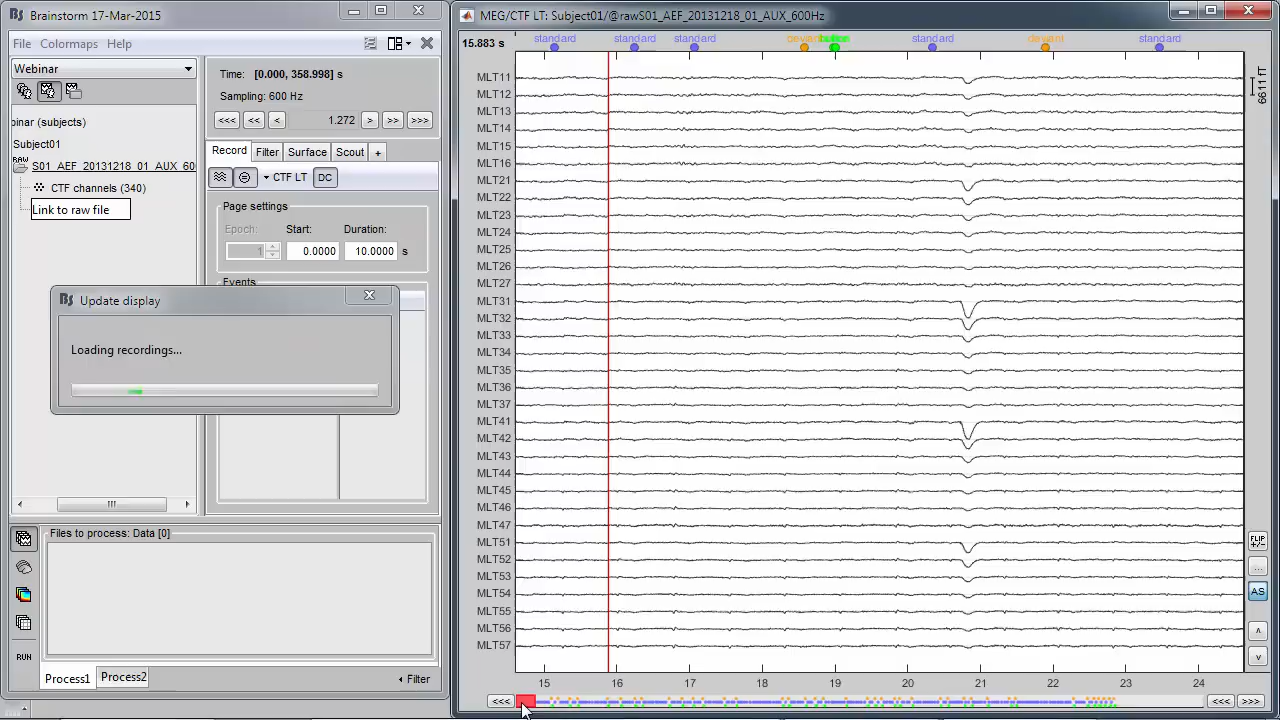 Brainstorm 17-Mar-2015
File Colormaps Help
Webinar
binar (subjects)
Subject01
RAW
S01_AEF_20131218_01_AUX_60
CTF channels (340)
Link to raw file
Time: [0.000, 358.998] s
Sampling: 600 Hz
<<< << < 1.272 > >> >>>
Record Filter Surface Scout +
CTF LT DC
Page settings
Epoch: Start: Duration:
1 0.0000 10.0000 s
Events
Update display
Loading recordings...
Files to process: Data [0]
RUN
Process1 Process2 Filter
MEG/CTF LT: Subject01/@rawS01_AEF_20131218_01_AUX_600Hz
15.883 s
standard standard standard deviant button standard deviant standard
6611 fT
MLT11
MLT12
MLT13
MLT14
MLT15
MLT16
MLT21
MLT22
MLT23
MLT24
MLT25
MLT26
MLT27
MLT31
MLT32
MLT33
MLT34
MLT35
MLT36
MLT37
MLT41
MLT42
MLT43
MLT44
MLT45
MLT46
MLT47
MLT51
MLT52
MLT53
MLT54
MLT55
MLT56
MLT57
FLIP
+/-
...
AS
15 16 17 18 19 20 21 22 23 24
<<< <<< >>>